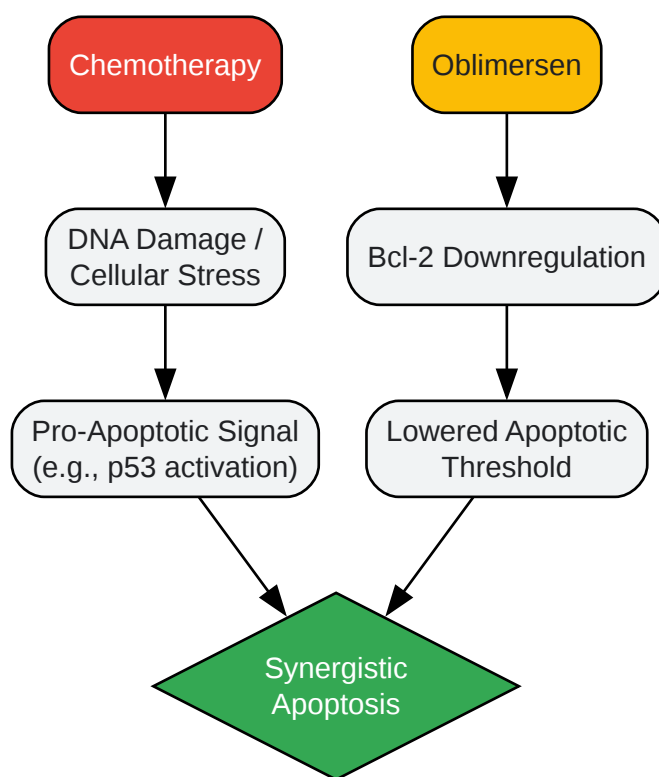 Chemotherapy
Oblimersen
DNA Damage /
Cellular Stress
Bcl-2 Downregulation
Pro-Apoptotic Signal
(e.g., p53 activation)
Lowered Apoptotic
Threshold
Synergistic
Apoptosis